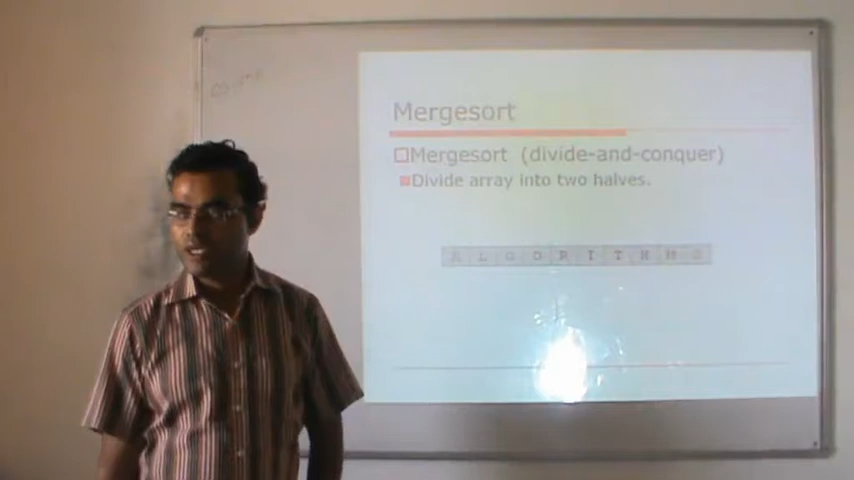 Mergesort
Mergesort (divide-and-conquer)
Divide array into two halves.
A L G O R I T H M S